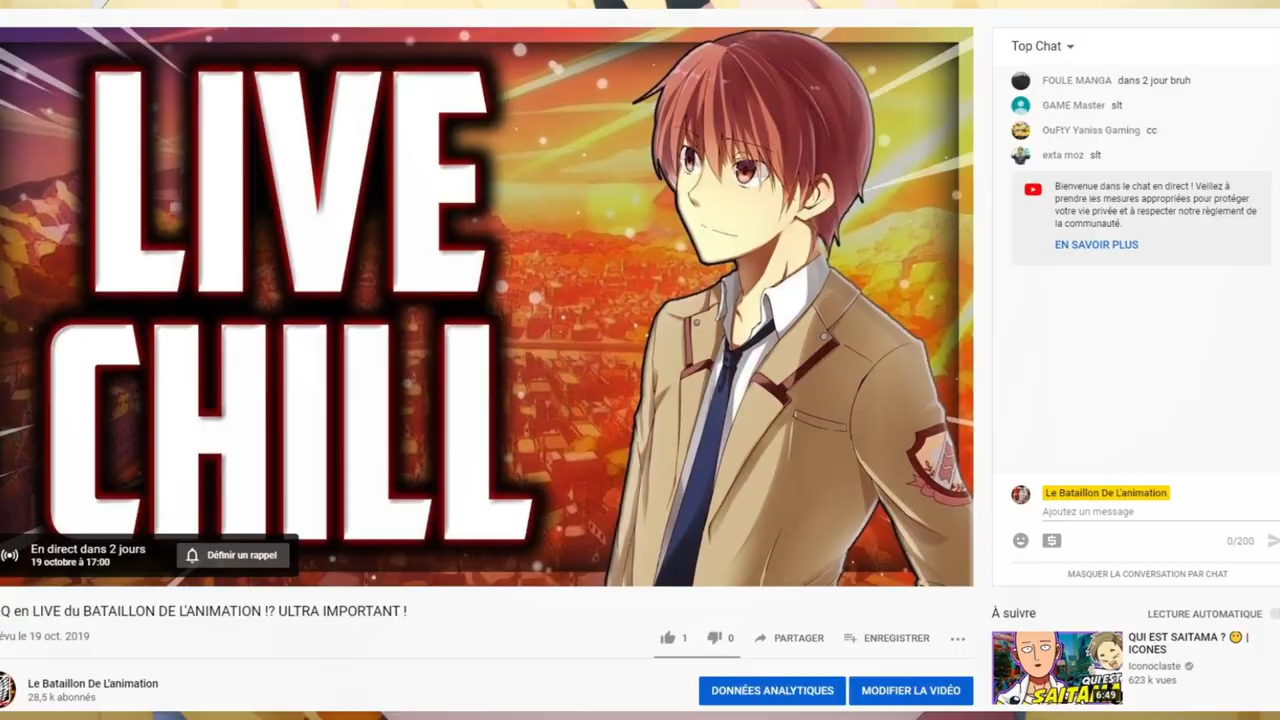 LIVE
CHILL
En direct dans 2 jours
19 octobre à 17:00
Définir un rappel
Q en LIVE du BATAILLON DE L'ANIMATION !? ULTRA IMPORTANT !
évu le 19 oct. 2019
1
0
PARTAGER
ENREGISTRER
Le Bataillon De L'animation
28,5 k abonnés
DONNÉES ANALYTIQUES
MODIFIER LA VIDÉO
Top Chat
FOULE MANGA dans 2 jour bruh
GAME Master slt
OuFtY Yaniss Gaming cc
exta moz slt
Bienvenue dans le chat en direct ! Veillez à
prendre les mesures appropriées pour protéger
votre vie privée et à respecter notre règlement de
la communauté.
EN SAVOIR PLUS
Le Bataillon De L'animation
Ajoutez un message
0/200
MASQUER LA CONVERSATION PAR CHAT
À suivre
LECTURE AUTOMATIQUE
QUI EST
SAITAMA
6:49
QUI EST SAITAMA ? 🤭 |
ICONES
Iconoclaste
623 k vues